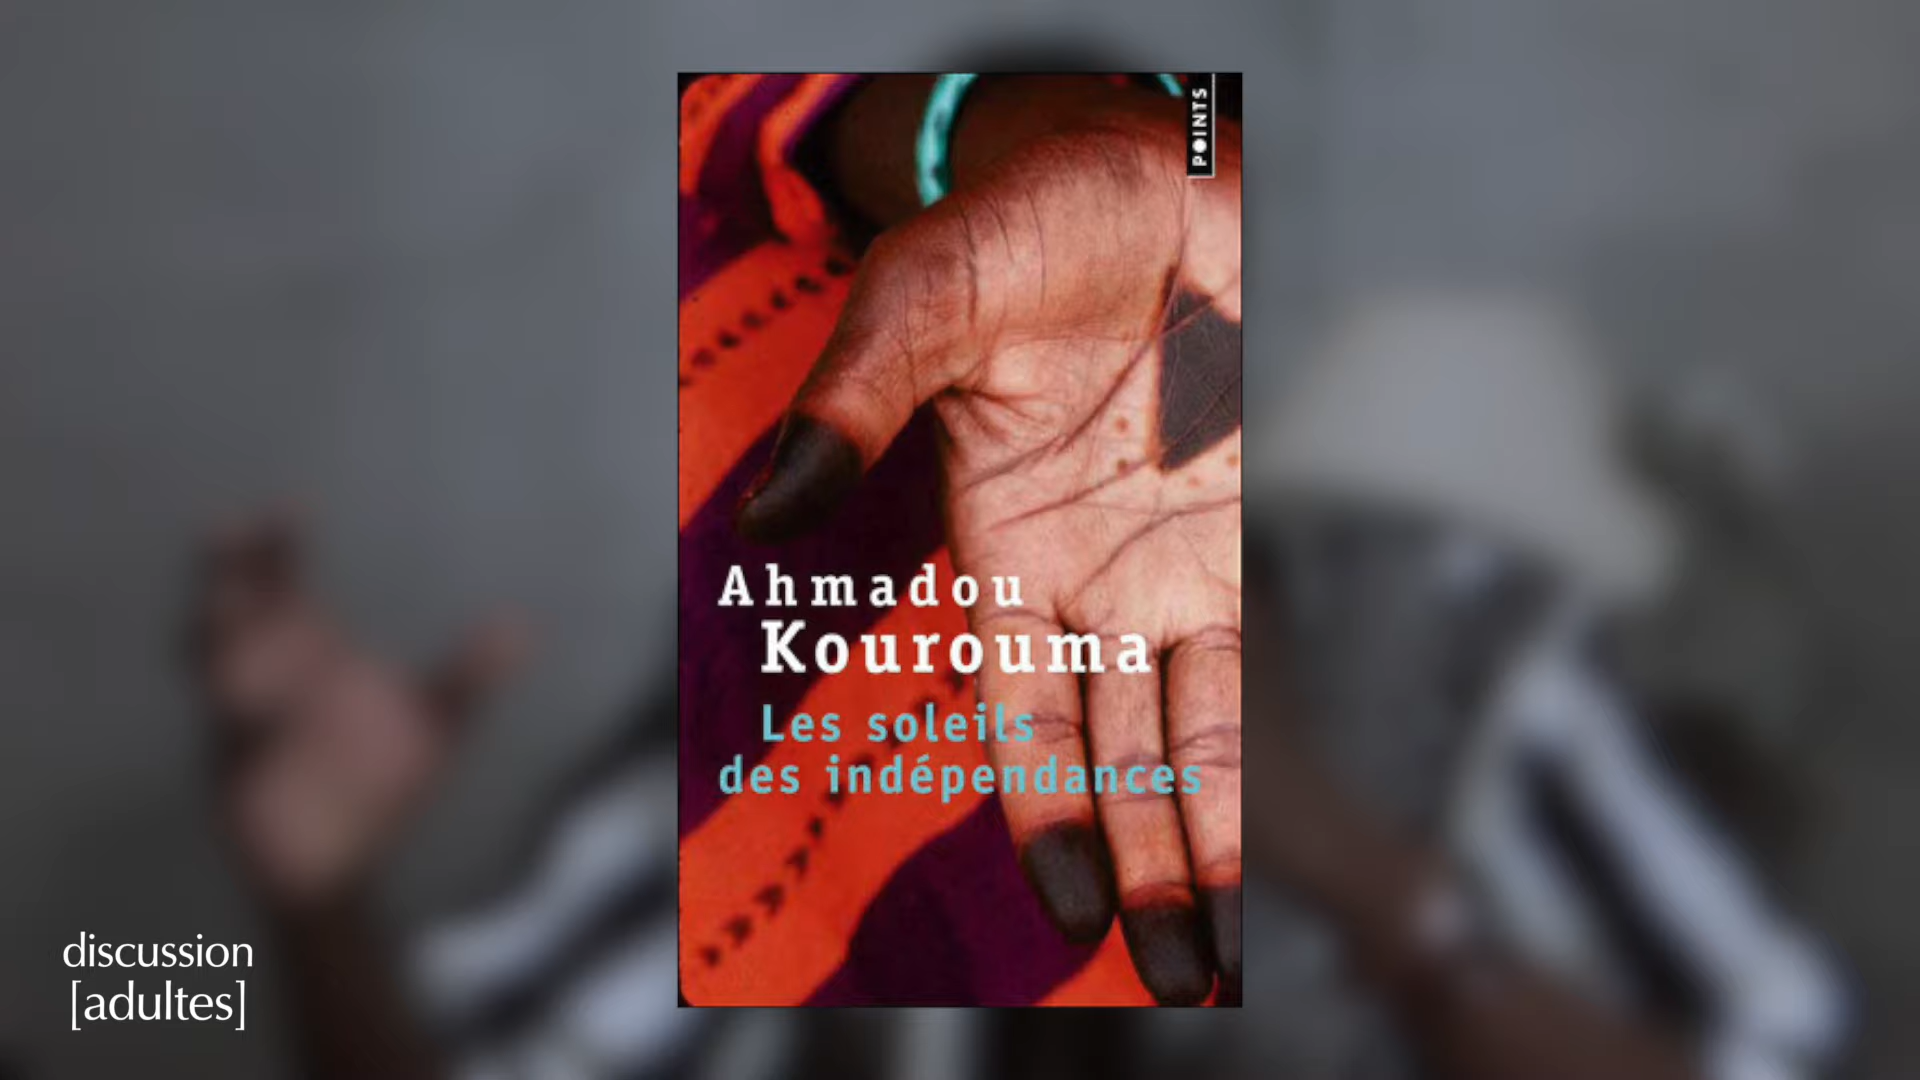 POINTS
Ahmadou
Kourouma
Les soleils
des indépendances
discussion
[adultes]